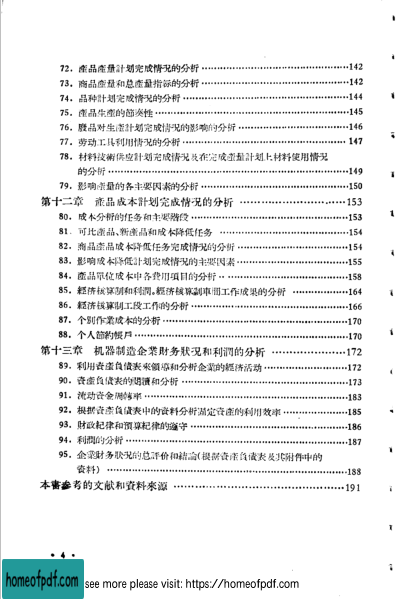 72. 產品產量計划完成情况的分析 142
73. 商品產量和总產量指标的分析 142
74. 品种計划完成情况的分析 144
75. 產品生產的節奏性 145
76. 廢品对生產計划完成情况的影响的分析 146
77. 劳动工具利用情况的分析 147
78. 材料技術供应計划完成情况及在完成產量計划上材料使用情况
的分析 149
79. 影响產量的各主要因素的分析 150
第十二章 產品成本計划完成情况的分析 153
80. 成本分析的任务和主要階段 153
81. 可比產品、新產品和成本降低任务 154
82. 商品產品成本降低任务完成情况的分析 154
83. 影响成本降低計划完成情况的主要因素 155
84. 產品單位成本中各費用項目的分析 158
85. 經济核算制和利潤。經济核算制車間工作成果的分析 164
86. 經济核算制工段工作的分析 166
87. 个別作業成本的分析 170
88. 个人節約帳戶 170
第十三章 机器制造企業財务狀况和利潤的分析 172
89. 利用資產負債表來領導和分析企業的經济活动 172
90. 資產負債表的閱讀和分析 173
91. 流动資金周轉率 183
92. 根据資產負債表中的資料分析固定資產的利用效率 185
93. 財政紀律和預算紀律的遵守 186
94. 利潤的分析 187
95. 企業財务狀况的总評价和結論(根据資產負債表及其附件中的
資料) 188
本書参考的文献和資料來源 191
• 4 •
homeofpdf.com
see more please visit: https://homeofpdf.com